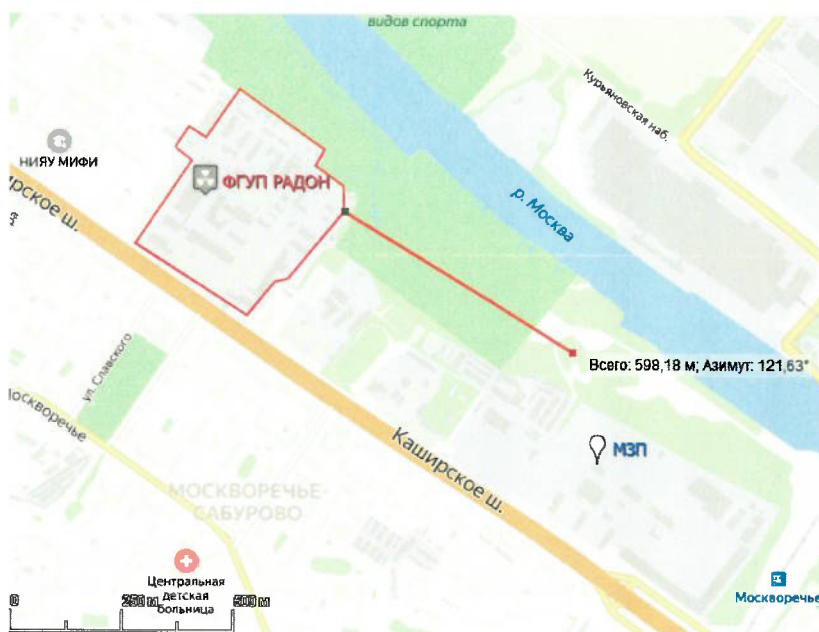 видов спорта
Курьяновская наб.
НИЯУ МИФИ
ФГУП РАДОН
р. Москва
ирское ш.
Всего: 598,18 м; Азимут: 121,63°
ул. Славского
Москворечье
Каширское ш.
МЗП
МОСКВОРЕЧЬЕ-
САБУРОВО
Центральная
детская
больница
0 250 м 500 м
Москворечье